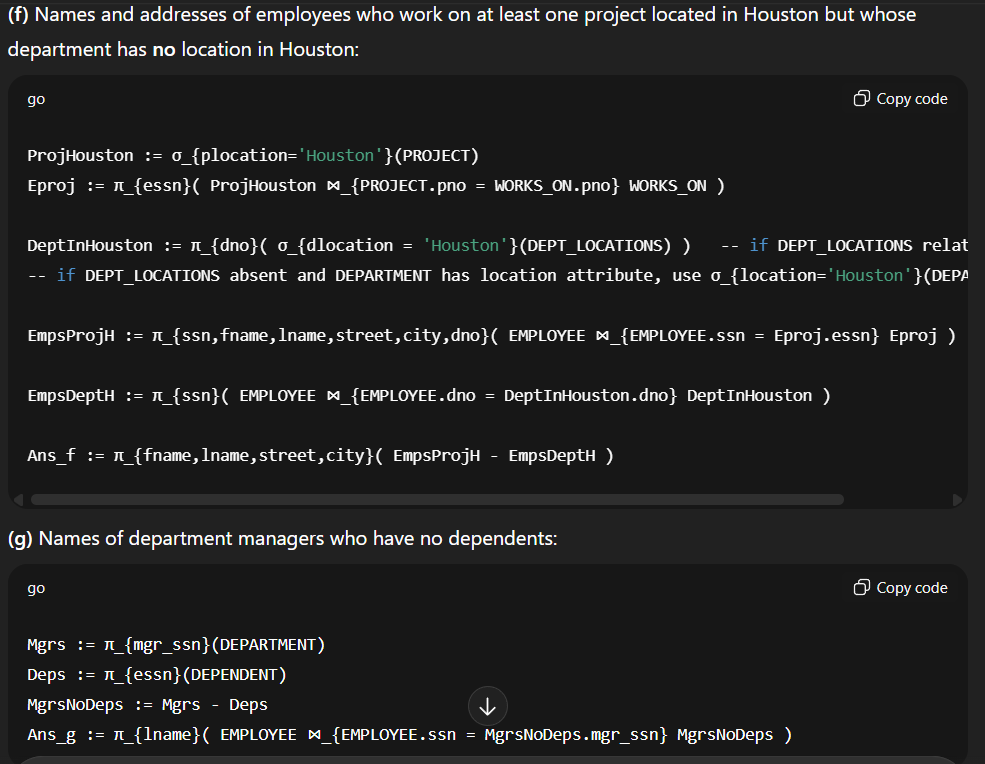 (f) Names and addresses of employees who work on at least one project located in Houston but whose
department has no location in Houston:
go
Copy code
ProjHouston := σ_{plocation='Houston'}(PROJECT)
Eproj := π_{essn}( ProjHouston ⋈_{PROJECT.pno = WORKS_ON.pno} WORKS_ON )
DeptInHouston := π_{dno}( σ_{dlocation = 'Houston'}(DEPT_LOCATIONS) )   -- if DEPT_LOCATIONS relat
-- if DEPT_LOCATIONS absent and DEPARTMENT has location attribute, use σ_{location='Houston'}(DEPA
EmpsProjH := π_{ssn,fname,lname,street,city,dno}( EMPLOYEE ⋈_{EMPLOYEE.ssn = Eproj.essn} Eproj )
EmpsDeptH := π_{ssn}( EMPLOYEE ⋈_{EMPLOYEE.dno = DeptInHouston.dno} DeptInHouston )
Ans_f := π_{fname,lname,street,city}( EmpsProjH - EmpsDeptH )
(g) Names of department managers who have no dependents:
go
Copy code
Mgrs := π_{mgr_ssn}(DEPARTMENT)
Deps := π_{essn}(DEPENDENT)
MgrsNoDeps := Mgrs - Deps
Ans_g := π_{lname}( EMPLOYEE ⋈_{EMPLOYEE.ssn = MgrsNoDeps.mgr_ssn} MgrsNoDeps )